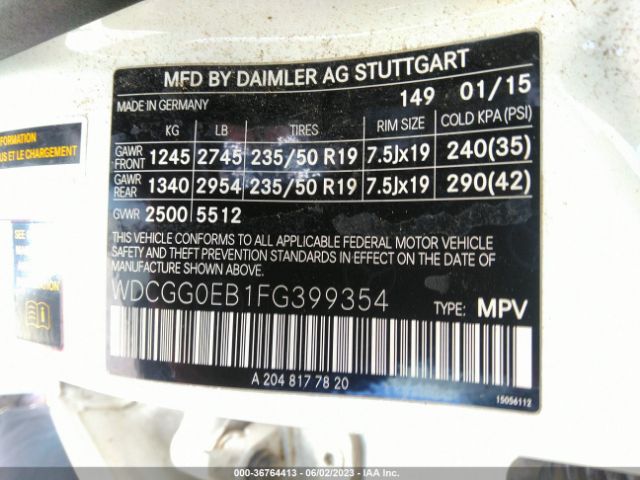 MFD BY DAIMLER AG STUTTGART
MADE IN GERMANY 149 01/15
KG LB TIRES RIM SIZE COLD KPA(PSI)
GAWR FRONT 1245 2745 235/50 R19 7.5Jx19 240(35)
GAWR REAR 1340 2954 235/50 R19 7.5Jx19 290(42)
GVWR 2500 5512
THIS VEHICLE CONFORMS TO ALL APPLICABLE FEDERAL MOTOR VEHICLE
SAFETY AND THEFT PREVENTION STANDARDS IN EFFECT ON THE DATE OF
MANUFACTURE SHOWN ABOVE.
WDCGG0EB1FG399354
TYPE: MPV
A 204 817 78 20
15056112
FORMATION
US ET LE CHARGEMENT
SEE
000-36764413 - 06/02/2023 - IAA Inc.